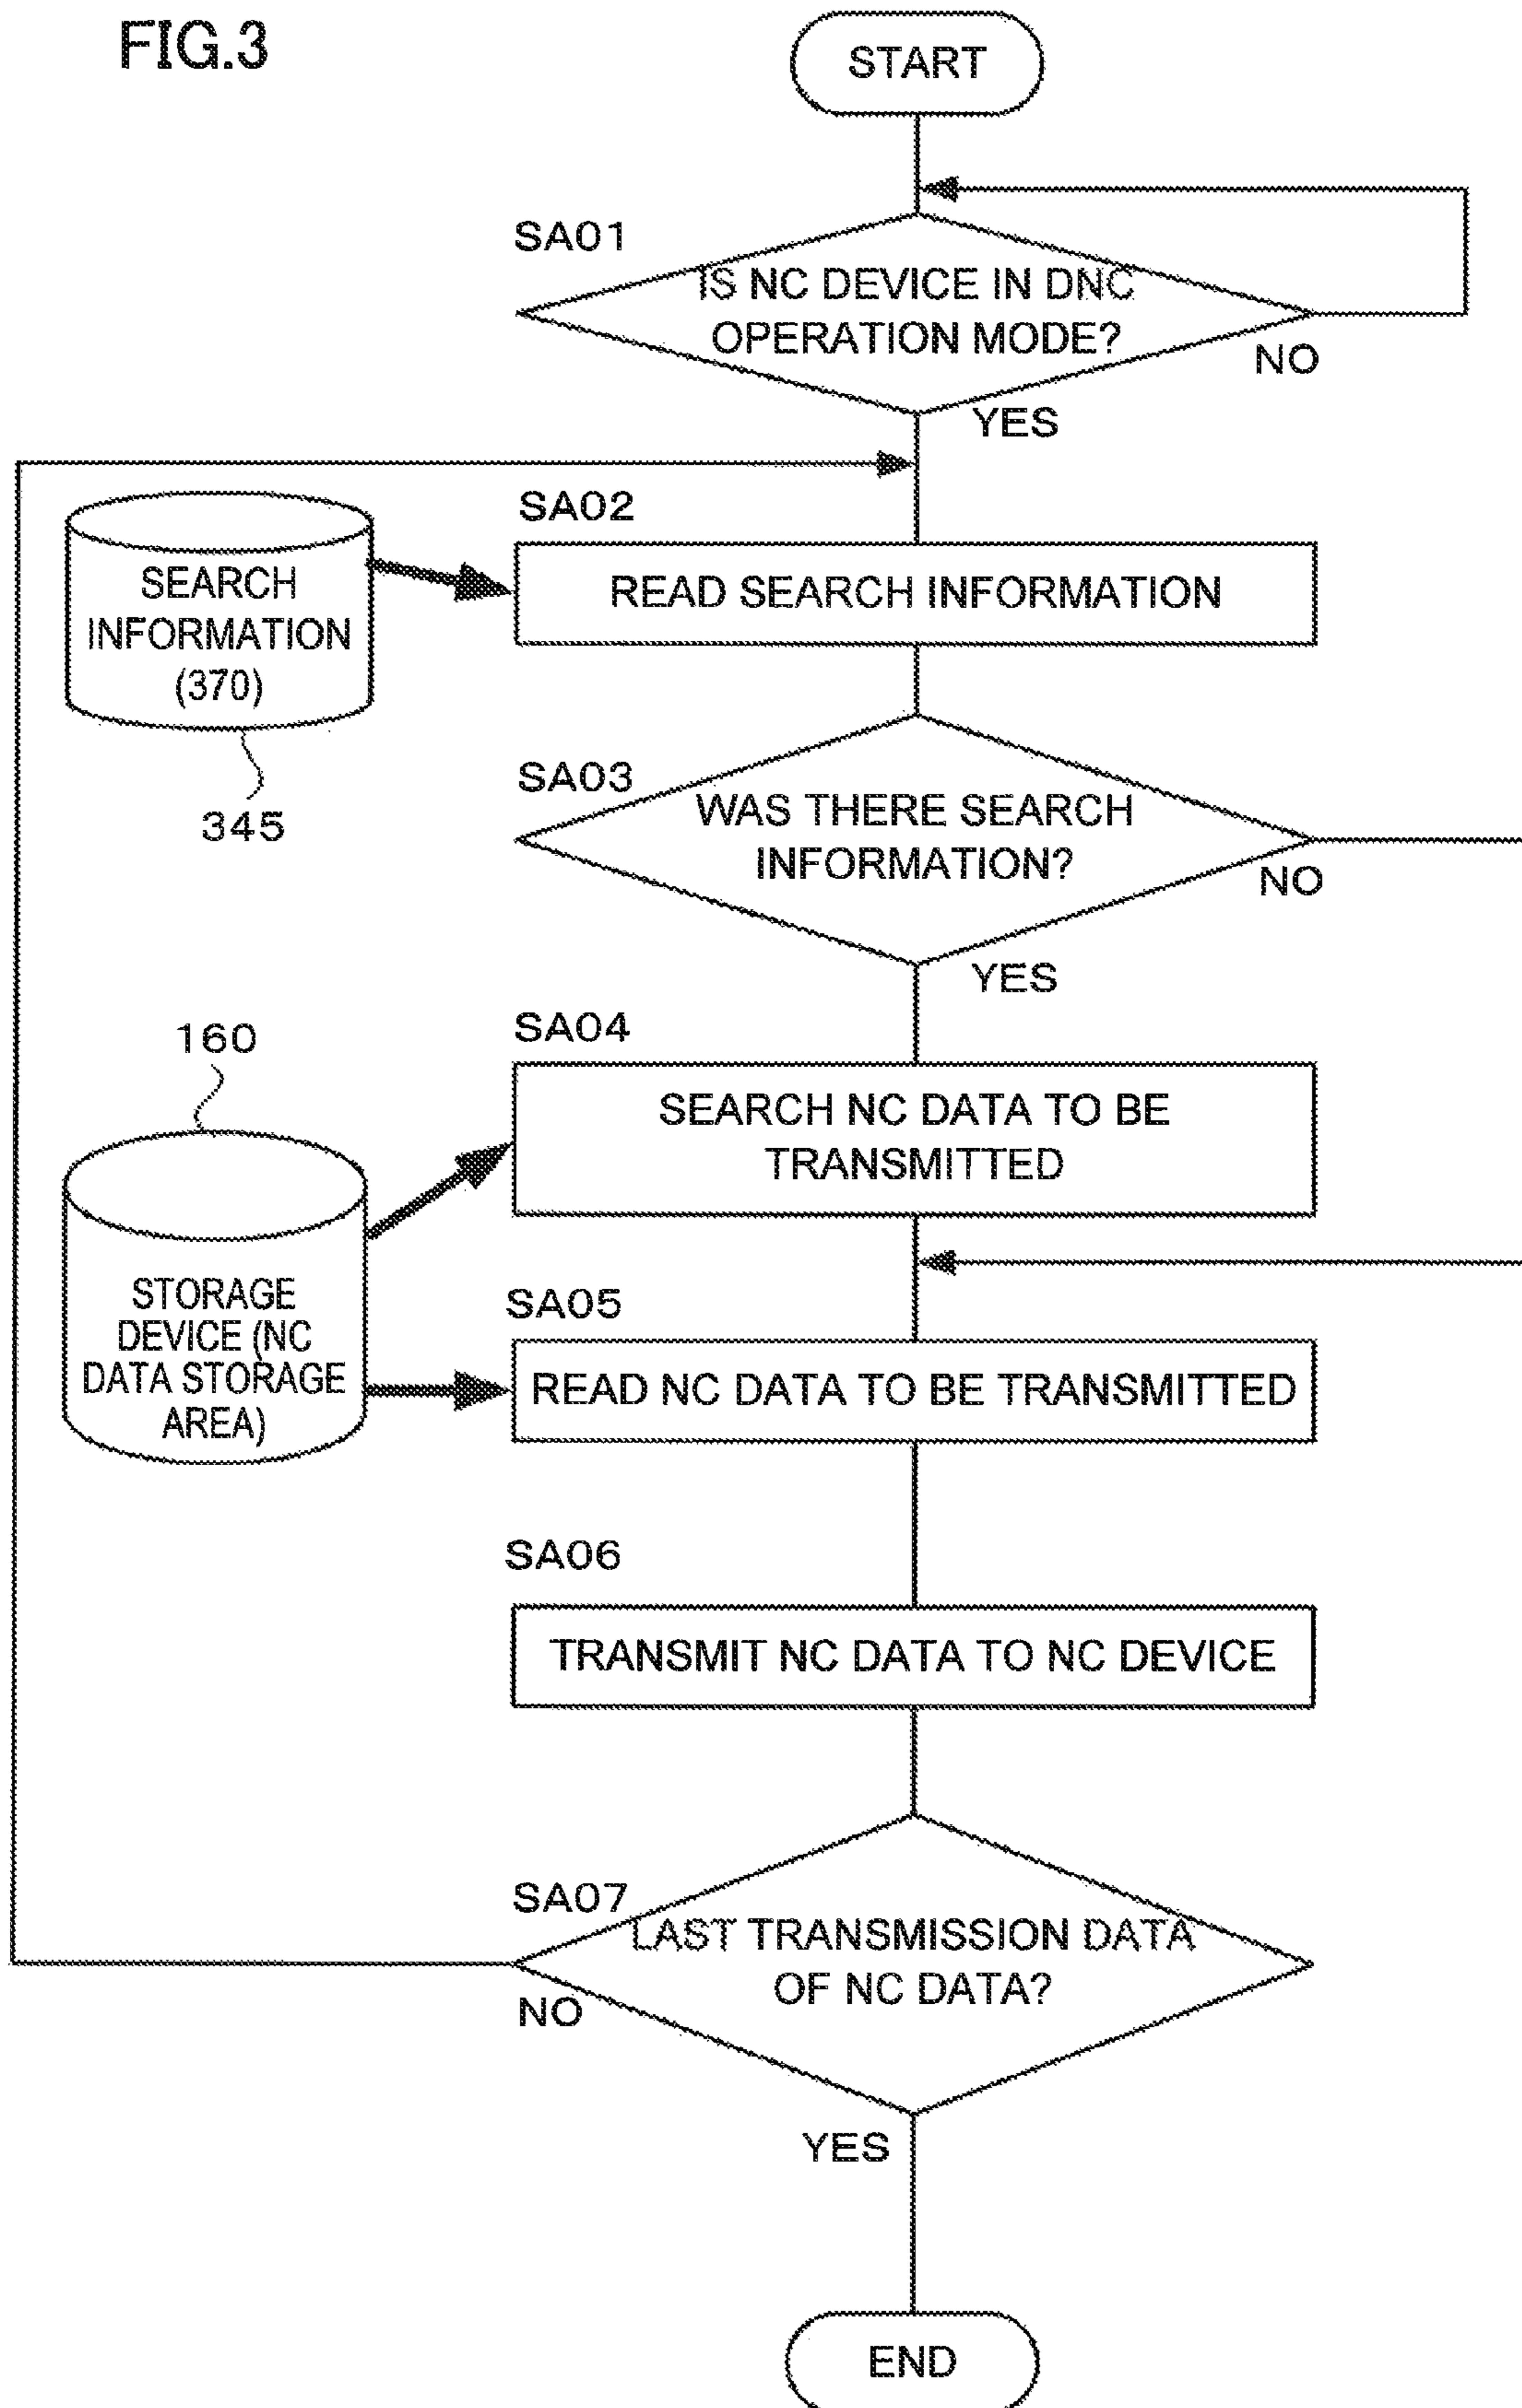 FIG.3
START
SA01
IS NC DEVICE IN DNC
OPERATION MODE?
NO
YES
SA02
SEARCH
INFORMATION
(370)
READ SEARCH INFORMATION
345
SA03
WAS THERE SEARCH
INFORMATION?
NO
YES
160
SA04
SEARCH NC DATA TO BE
TRANSMITTED
STORAGE
DEVICE (NC
DATA STORAGE
AREA)
SA05
READ NC DATA TO BE TRANSMITTED
SA06
TRANSMIT NC DATA TO NC DEVICE
SA07
LAST TRANSMISSION DATA
OF NC DATA?
NO
YES
END